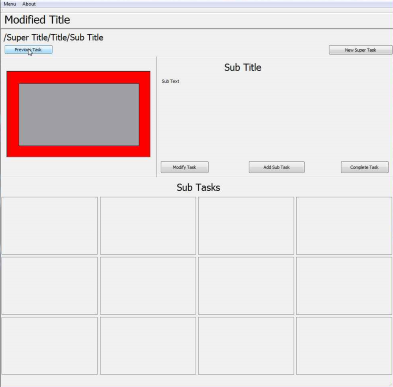 Menu About
Modified Title
/Super Title/Title/Sub Title
Previous Task
New Super Task
Sub Title
Sub Text
Modify Task
Add Sub Task
Complete Task
Sub Tasks